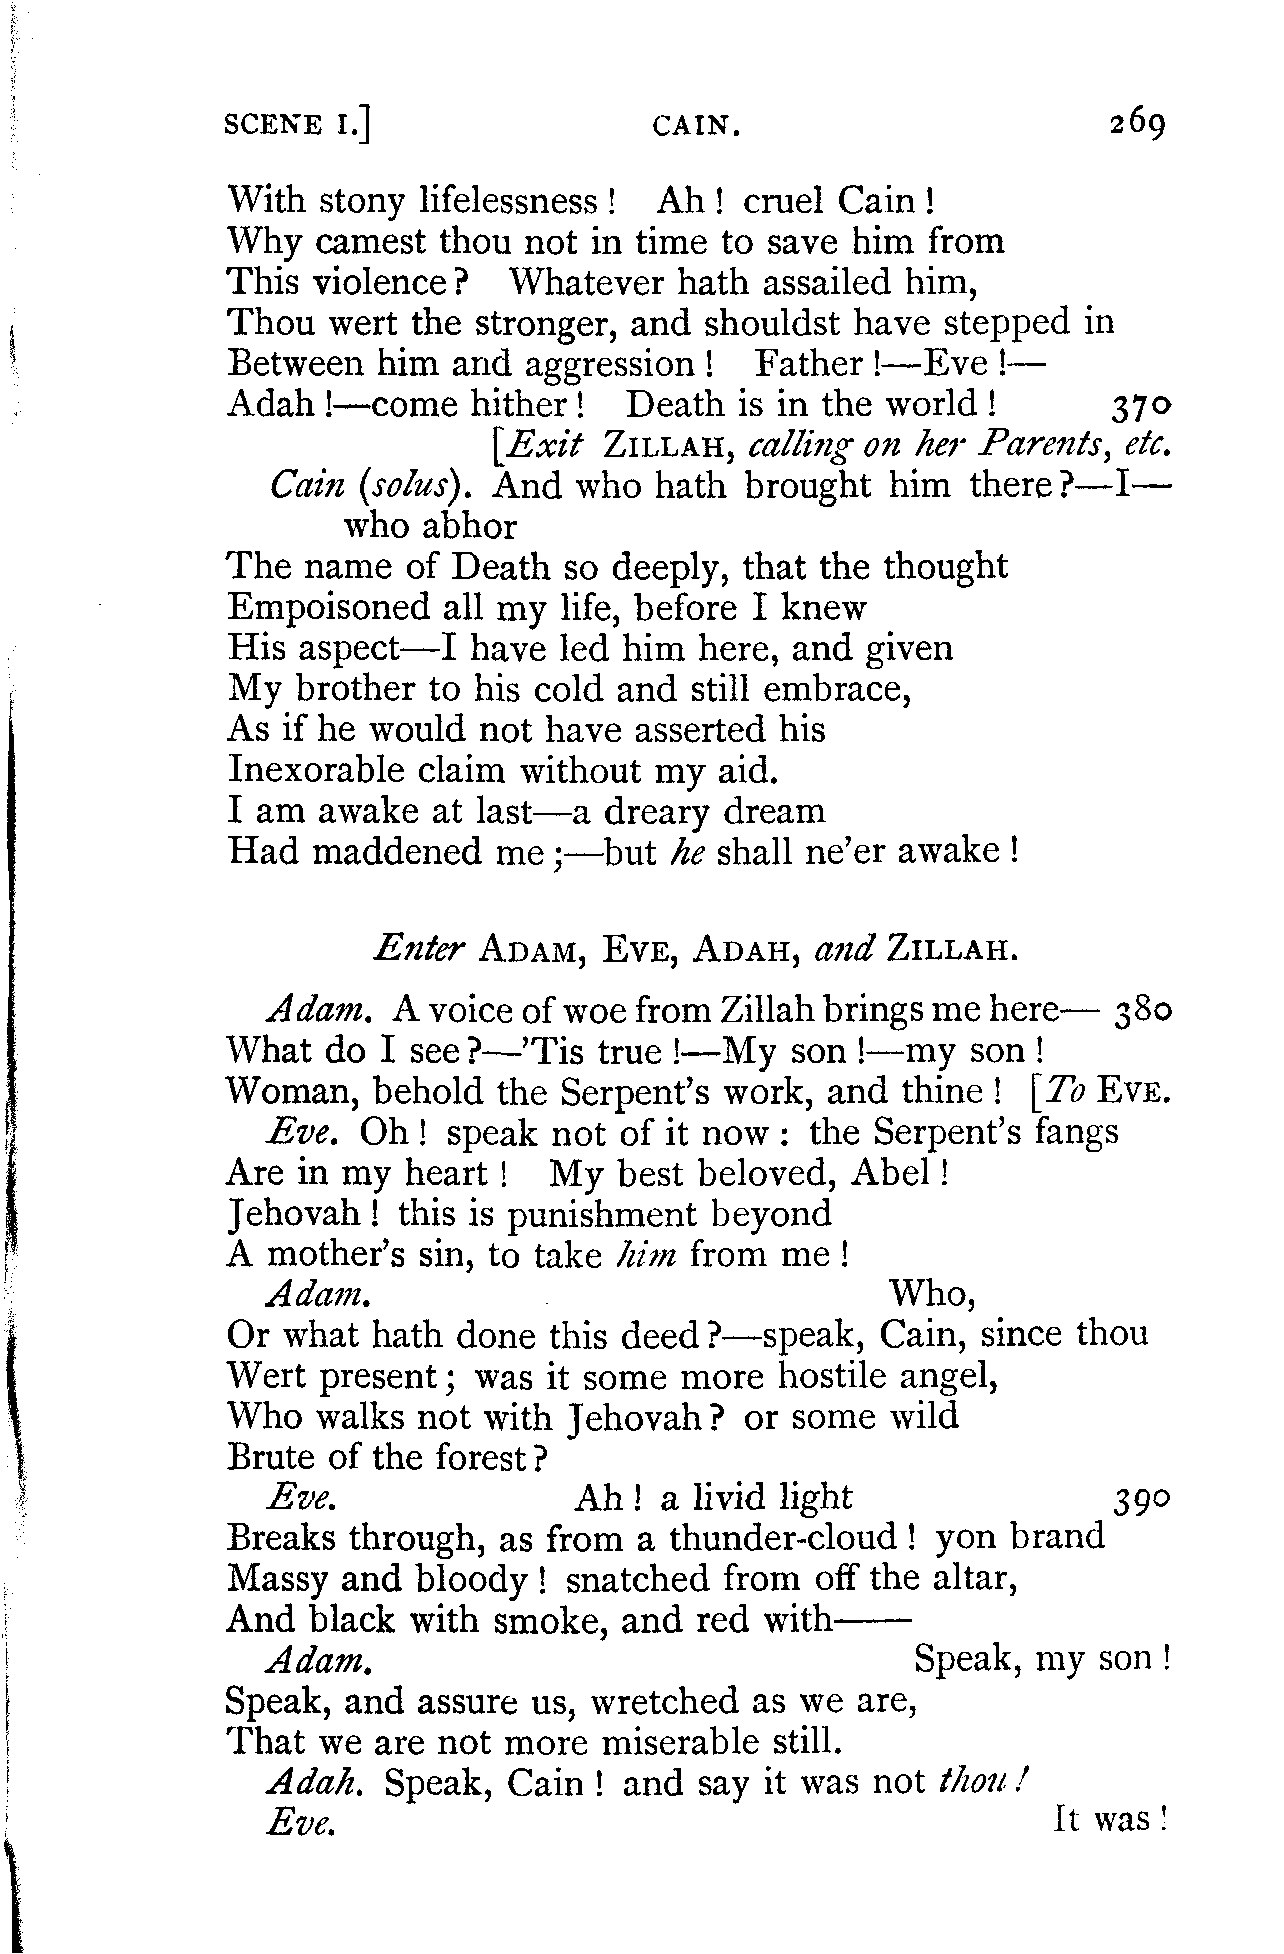 SCENE I.] CAIN. 269
With stony lifelessness! Ah! cruel Cain!
Why camest thou not in time to save him from
This violence? Whatever hath assailed him,
Thou wert the stronger, and shouldst have stepped in
Between him and aggression! Father!—Eve!—
Adah!—come hither! Death is in the world! 370
[Exit ZILLAH, calling on her Parents, etc.
Cain (solus). And who hath brought him there?—I—
who abhor
The name of Death so deeply, that the thought
Empoisoned all my life, before I knew
His aspect—I have led him here, and given
My brother to his cold and still embrace,
As if he would not have asserted his
Inexorable claim without my aid.
I am awake at last—a dreary dream
Had maddened me;—but he shall ne'er awake!
Enter ADAM, EVE, ADAH, and ZILLAH.
Adam. A voice of woe from Zillah brings me here— 380
What do I see?—'Tis true!—My son!—my son!
Woman, behold the Serpent's work, and thine! [To EVE.
Eve. Oh! speak not of it now: the Serpent's fangs
Are in my heart! My best beloved, Abel!
Jehovah! this is punishment beyond
A mother's sin, to take him from me!
Adam. Who,
Or what hath done this deed?—speak, Cain, since thou
Wert present; was it some more hostile angel,
Who walks not with Jehovah? or some wild
Brute of the forest?
Eve. Ah! a livid light 390
Breaks through, as from a thunder-cloud! yon brand
Massy and bloody! snatched from off the altar,
And black with smoke, and red with——
Adam. Speak, my son!
Speak, and assure us, wretched as we are,
That we are not more miserable still.
Adah. Speak, Cain! and say it was not thou!
Eve. It was!